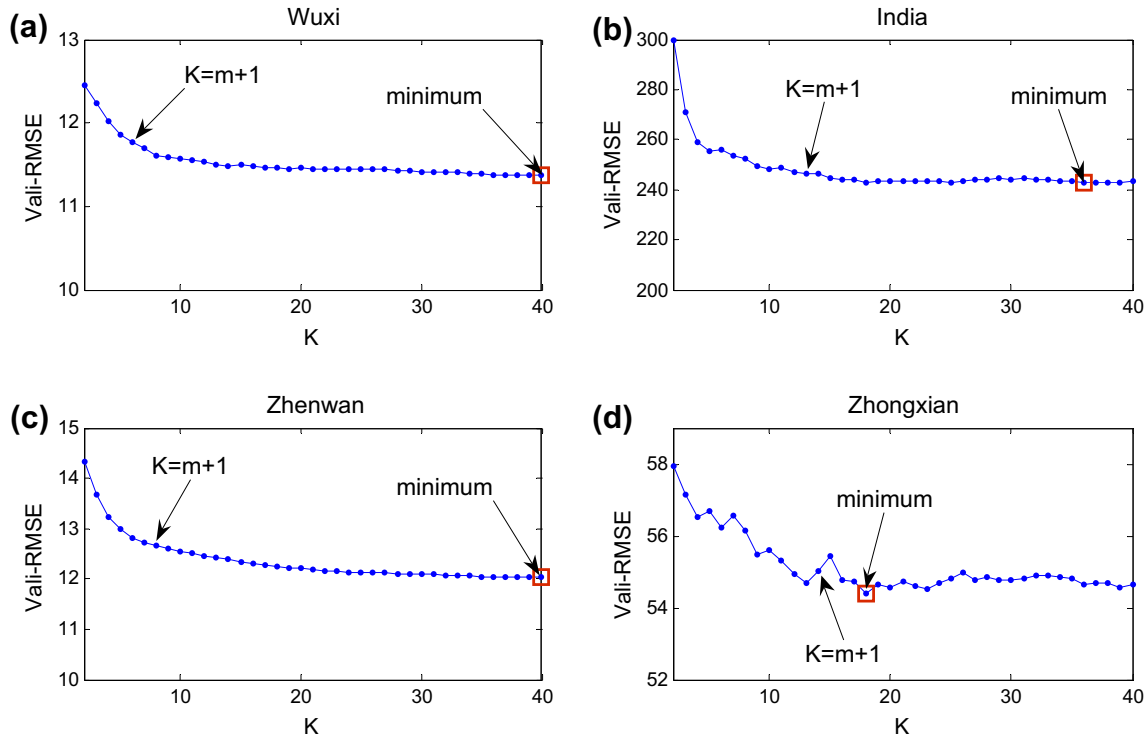 (a)
Wuxi
13
12
11
10
Vali-RMSE
K=m+1
minimum
10
20
30
40
K
(b)
India
300
280
260
240
220
200
Vali-RMSE
K=m+1
minimum
10
20
30
40
K
(c)
Zhenwan
15
14
13
12
11
10
Vali-RMSE
K=m+1
minimum
10
20
30
40
K
(d)
Zhongxian
58
56
54
52
Vali-RMSE
minimum
K=m+1
10
20
30
40
K